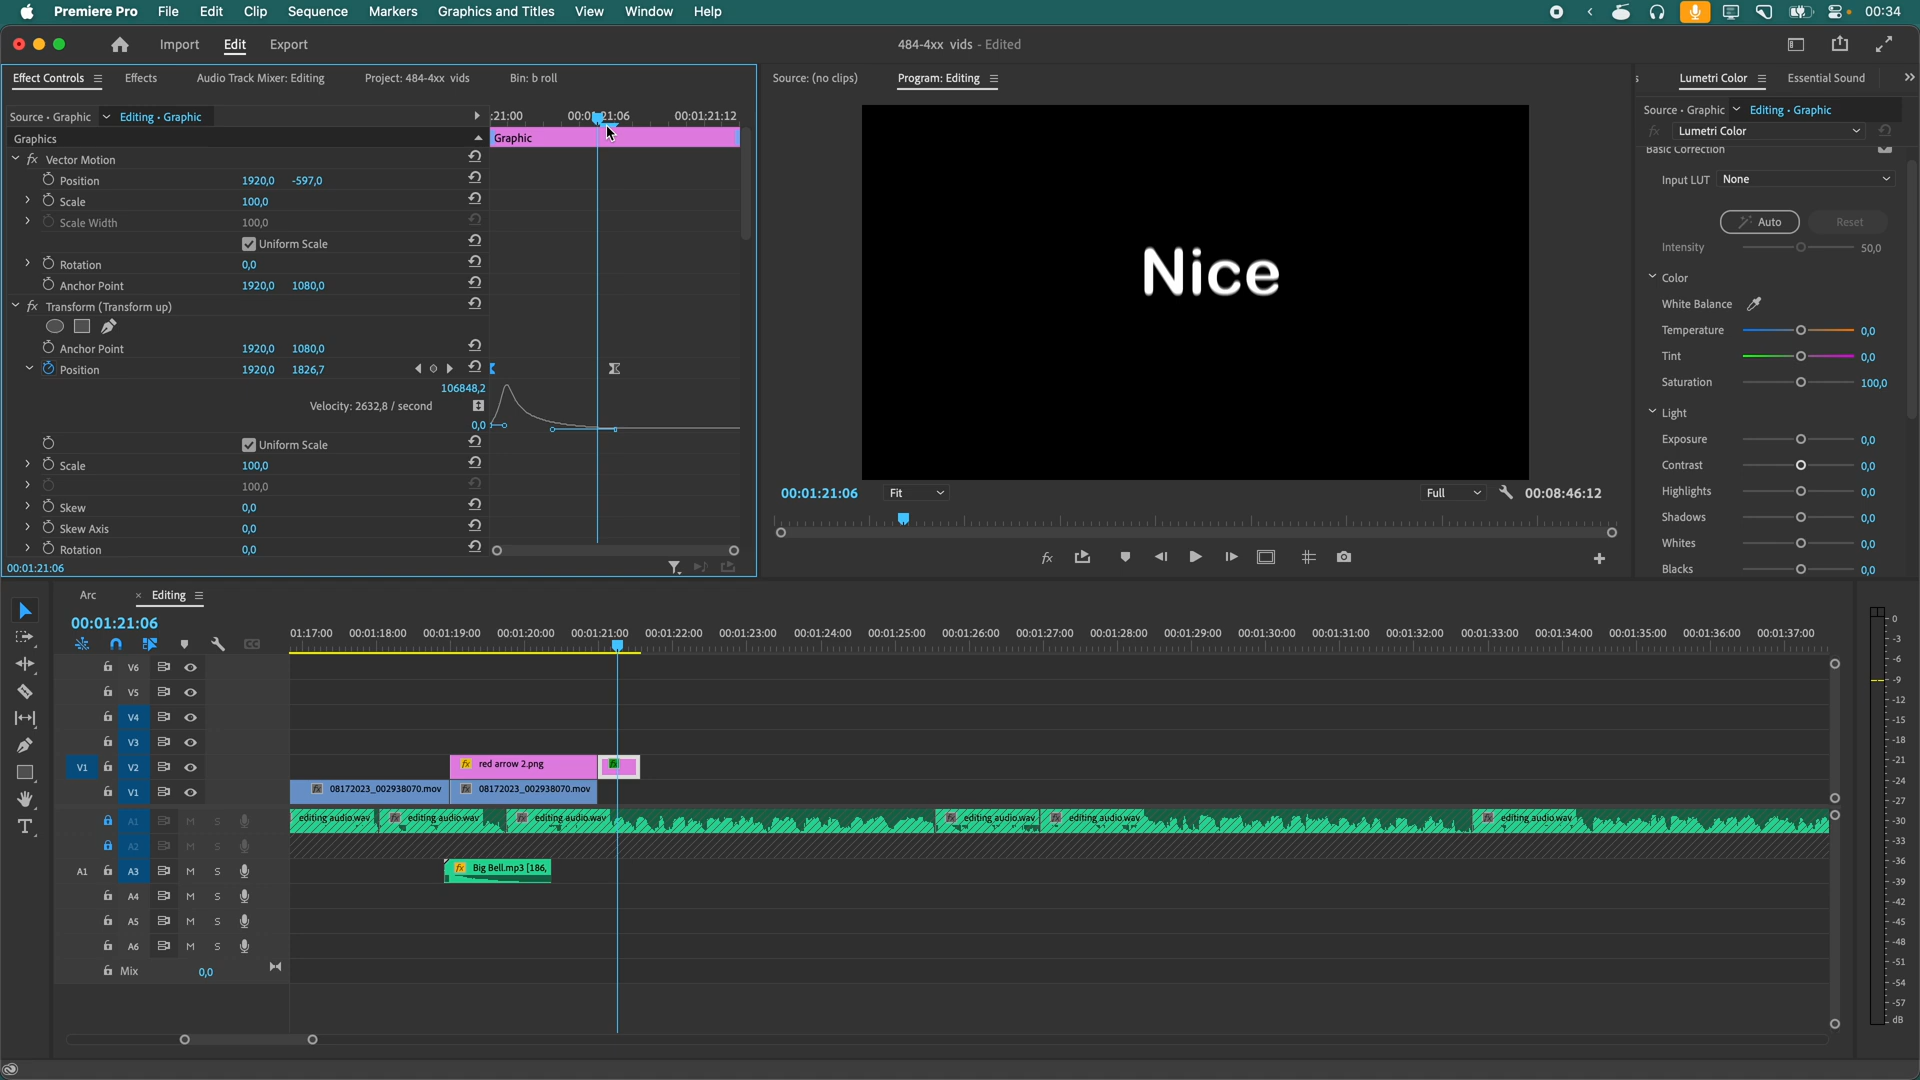 Premiere Pro File Edit Clip Sequence Markers Graphics and Titles View Window Help 00:34
Import Edit Export 484-4xx vids - Edited
Effect Controls Effects Audio Track Mixer: Editing Project: 484-4xx vids Bin: b roll
Source: (no clips) Program: Editing
Lumetri Color Essential Sound
Source • Graphic Editing • Graphic
:21:00 00:01:21:06 00:01:21:12
Graphics
Graphic
fx Vector Motion
Position 1920,0 -597,0
Scale 100,0
Scale Width 100,0
Uniform Scale
Rotation 0,0
Anchor Point 1920,0 1080,0
fx Transform (Transform up)
Anchor Point 1920,0 1080,0
Position 1920,0 1826,7
106848,2
Velocity: 2632,8 / second
0,0
Uniform Scale
Scale 100,0
100,0
Skew 0,0
Skew Axis 0,0
Rotation 0,0
00:01:21:06
Nice
00:01:21:06 Fit Full 00:08:46:12
fx
Source • Graphic Editing • Graphic
fx Lumetri Color
Basic Correction
Input LUT None
Auto Reset
Intensity 50,0
Color
White Balance
Temperature 0,0
Tint 0,0
Saturation 100,0
Light
Exposure 0,0
Contrast 0,0
Highlights 0,0
Shadows 0,0
Whites 0,0
Blacks 0,0
Arc × Editing
00:01:21:06
CC
01:17:00 00:01:18:00 00:01:19:00 00:01:20:00 00:01:21:00 00:01:22:00 00:01:23:00 00:01:24:00 00:01:25:00 00:01:26:00 00:01:27:00 00:01:28:00 00:01:29:00 00:01:30:00 00:01:31:00 00:01:32:00 00:01:33:00 00:01:34:00 00:01:35:00 00:01:36:00 00:01:37:00
V6
V5
V4
V3
V1 V2 fx red arrow 2.png fx
V1 fx 08172023_002938070.mov fx 08172023_002938070.mov
A1 M S editing audio.wav fx editing audio.wav fx editing audio.wav fx editing audio.wav fx editing audio.wav fx editing audio.wav
A2 M S
A1 A3 M S fx Big Bell.mp3 [186,
A4 M S
A5 M S
A6 M S
Mix 0,0
0
-3
-6
-9
-12
-15
-18
-21
-24
-27
-30
-33
-36
-39
-42
-45
-48
-51
-54
-57
dB